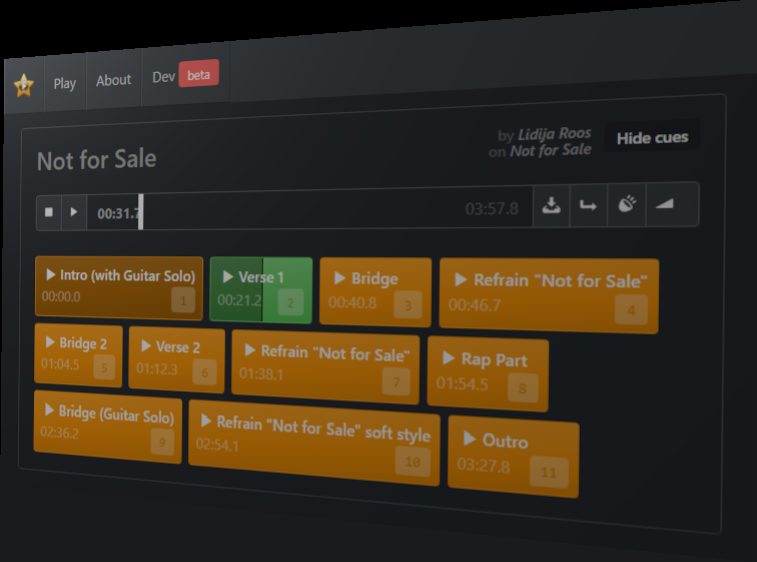 Play About Dev beta
Not for Sale
by Lidija Roos
on Not for Sale
Hide cues
00:31.7
03:57.8
Intro (with Guitar Solo)
00:00.0 1
Verse 1
00:21.2 2
Bridge
00:40.8 3
Refrain "Not for Sale"
00:46.7 4
Bridge 2
01:04.5 5
Verse 2
01:12.3 6
Refrain "Not for Sale"
01:38.1 7
Rap Part
01:54.5 8
Bridge (Guitar Solo)
02:36.2 9
Refrain "Not for Sale" soft style
02:54.1 10
Outro
03:27.8 11